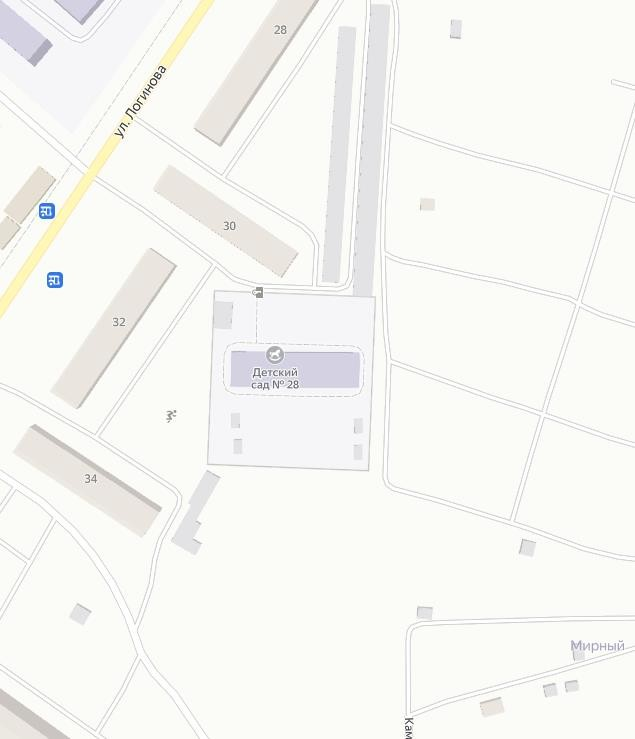 28
ул. Логинова
30
32
Детский
сад № 28
34
Мирный
Кам